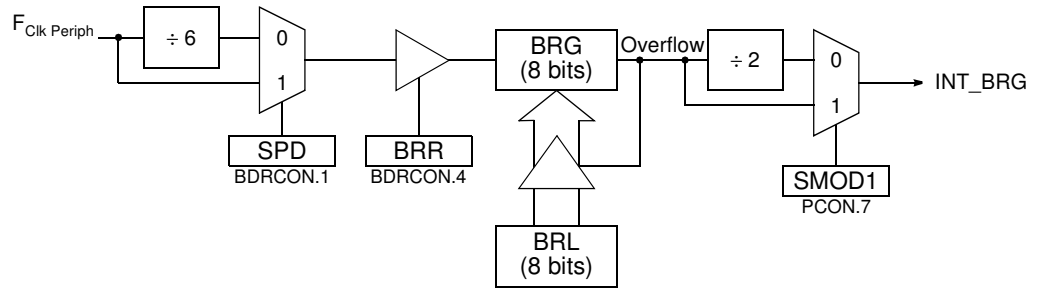 F Clk Periph
÷ 6
0
1
SPD
BDRCON.1
BRR
BDRCON.4
BRG
(8 bits)
Overflow
÷ 2
0
1
INT_BRG
SMOD1
PCON.7
BRL
(8 bits)